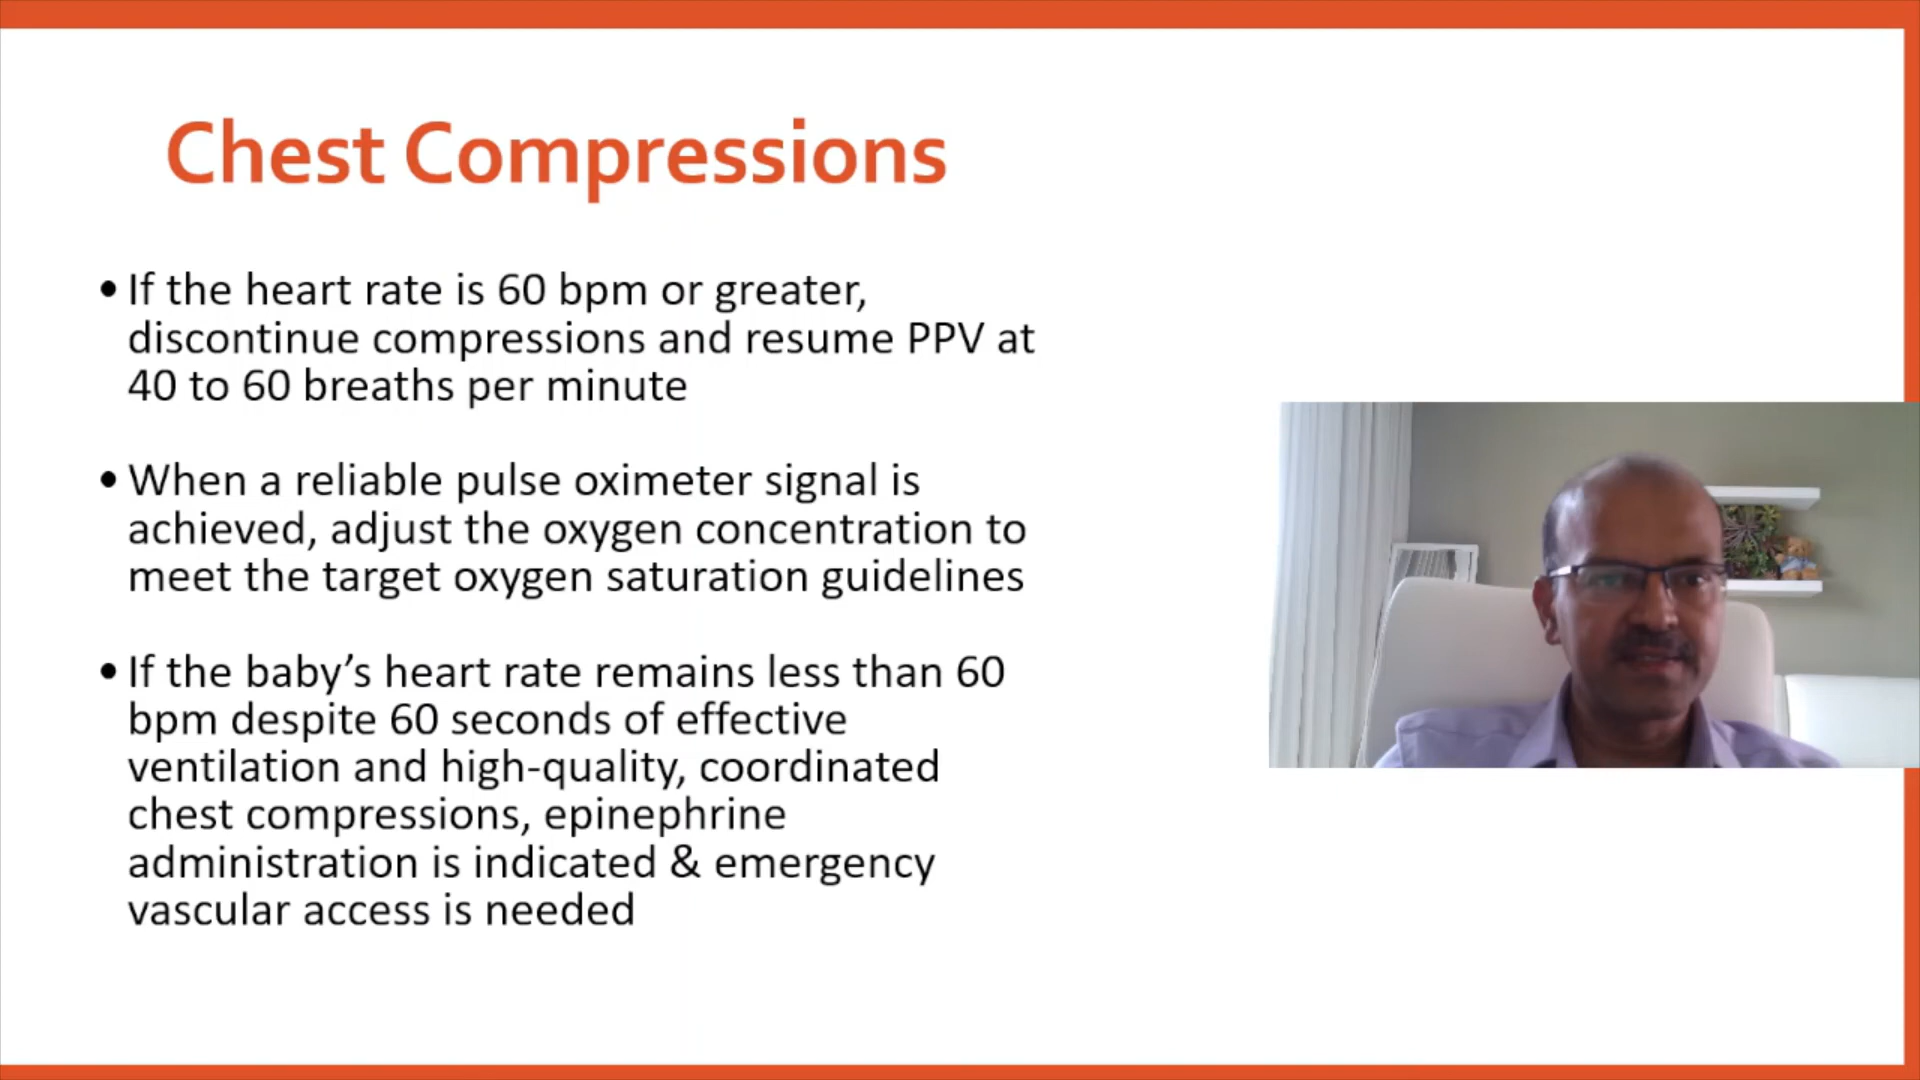 Chest Compressions
• If the heart rate is 60 bpm or greater,
discontinue compressions and resume PPV at
40 to 60 breaths per minute
• When a reliable pulse oximeter signal is
achieved, adjust the oxygen concentration to
meet the target oxygen saturation guidelines
• If the baby’s heart rate remains less than 60
bpm despite 60 seconds of effective
ventilation and high-quality, coordinated
chest compressions, epinephrine
administration is indicated & emergency
vascular access is needed